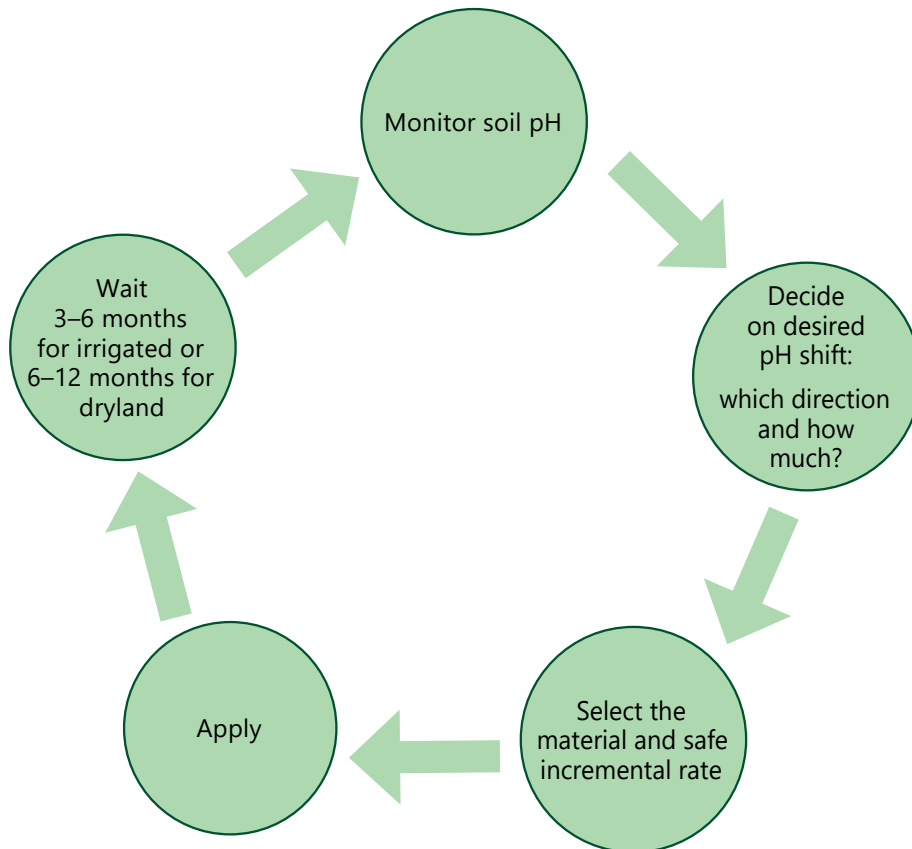 Monitor soil pH
Decide
on desired
pH shift:
which direction
and how
much?
Select the
material and safe
incremental rate
Apply
Wait
3–6 months
for irrigated or
6–12 months for
dryland